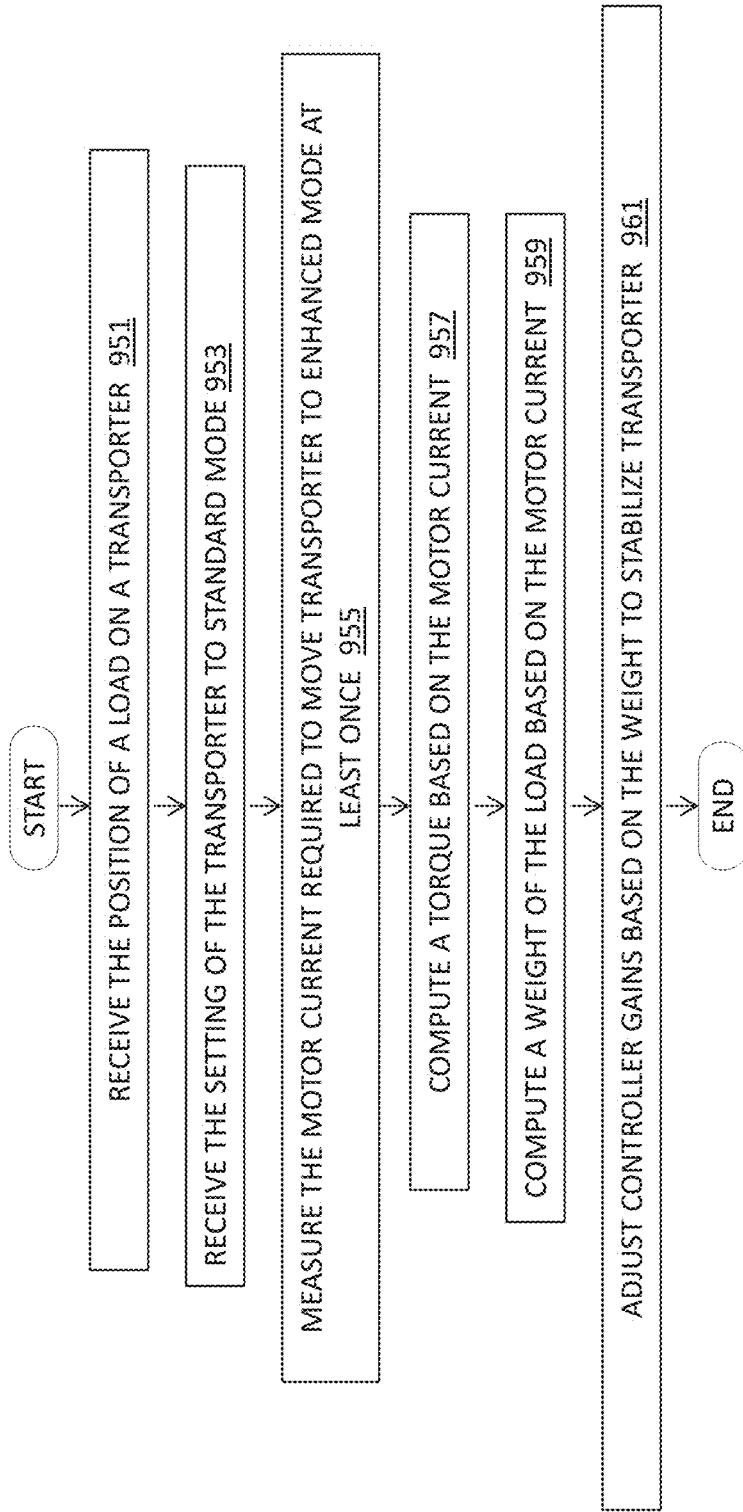 START
RECEIVE THE POSITION OF A LOAD ON A TRANSPORTER 951
RECEIVE THE SETTING OF THE TRANSPORTER TO STANDARD MODE 953
MEASURE THE MOTOR CURRENT REQUIRED TO MOVE TRANSPORTER TO ENHANCED MODE AT
LEAST ONCE 955
COMPUTE A TORQUE BASED ON THE MOTOR CURRENT 957
COMPUTE A WEIGHT OF THE LOAD BASED ON THE MOTOR CURRENT 959
ADJUST CONTROLLER GAINS BASED ON THE WEIGHT TO STABILIZE TRANSPORTER 961
END